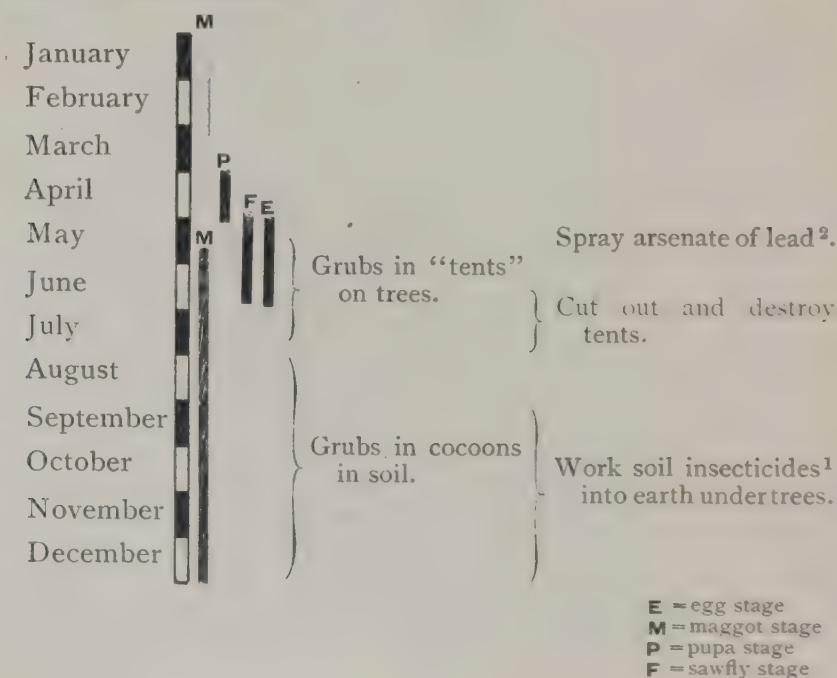 M
January
February
March
P
April
F E
May
M
Spray arsenate of lead².
Grubs in “tents”
on trees.
June
Cut out and destroy
tents.
July
August
September
Grubs in cocoons
in soil.
October
Work soil insecticides¹
into earth under trees.
November
December
E = egg stage
M = maggot stage
P = pupa stage
F = sawfly stage